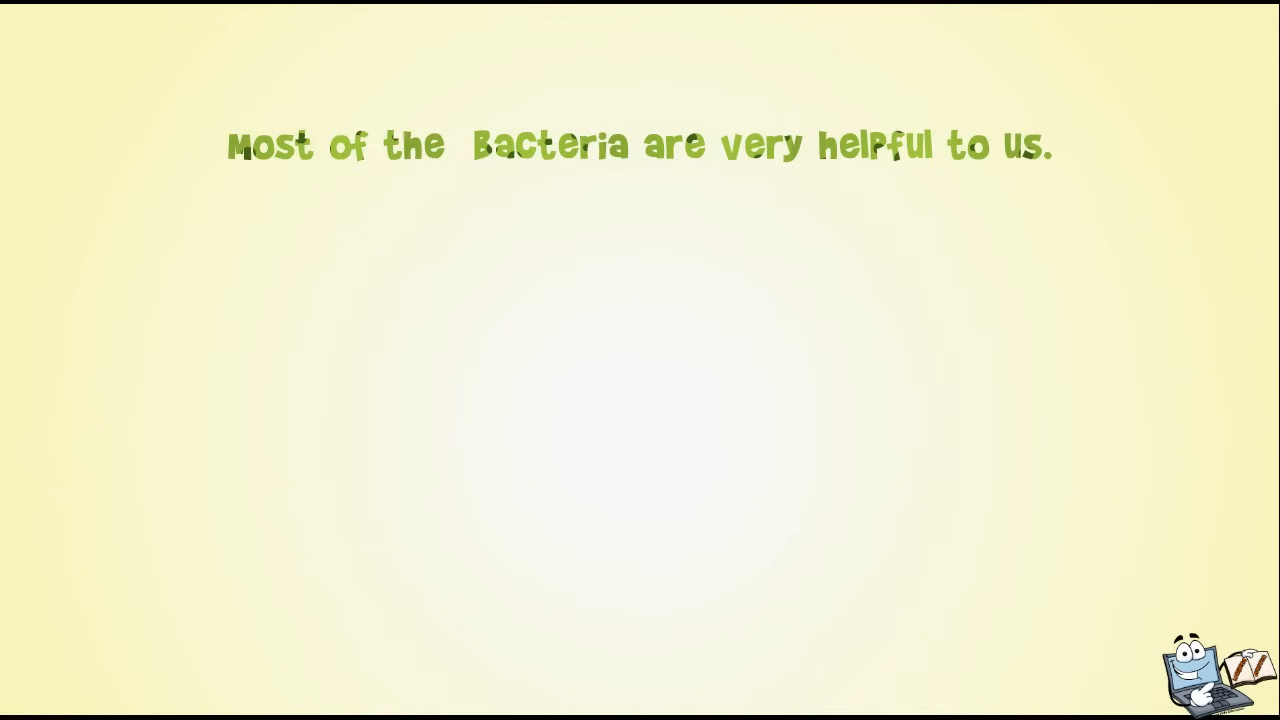 Most of the Bacteria are very helpful to us.